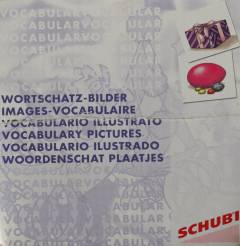 WORTSCHATZ-BILDER
IMAGES-VOCABULAIRE
VOCABULARIO ILLUSTRATO
VOCABULARY PICTURES
VOCABULARIO ILUSTRADO
WOORDENSCHAT PLAATJES
SCHUBI